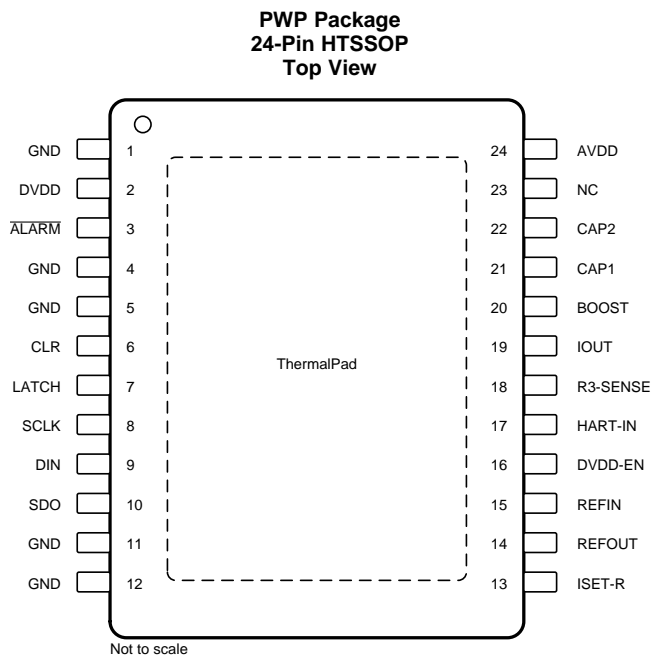 PWP Package
24-Pin HTSSOP
Top View
GND 1 24 AVDD
DVDD 2 23 NC
ALARM 3 22 CAP2
GND 4 21 CAP1
GND 5 20 BOOST
CLR 6 19 IOUT
ThermalPad
LATCH 7 18 R3-SENSE
SCLK 8 17 HART-IN
DIN 9 16 DVDD-EN
SDO 10 15 REFIN
GND 11 14 REFOUT
GND 12 13 ISET-R
Not to scale